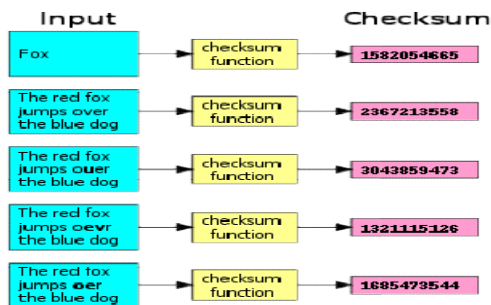 Input Checksum
Fox
checksum
function
1582054665
The red fox
jumps over
the blue dog
checksum
function
2367213558
The red fox
jumps ouer
the blue dog
checksum
function
3043859473
The red fox
jumps oevr
the blue dog
checksum
function
1321115126
The red fox
jumps oer
the blue dog
checksum
function
1685473544